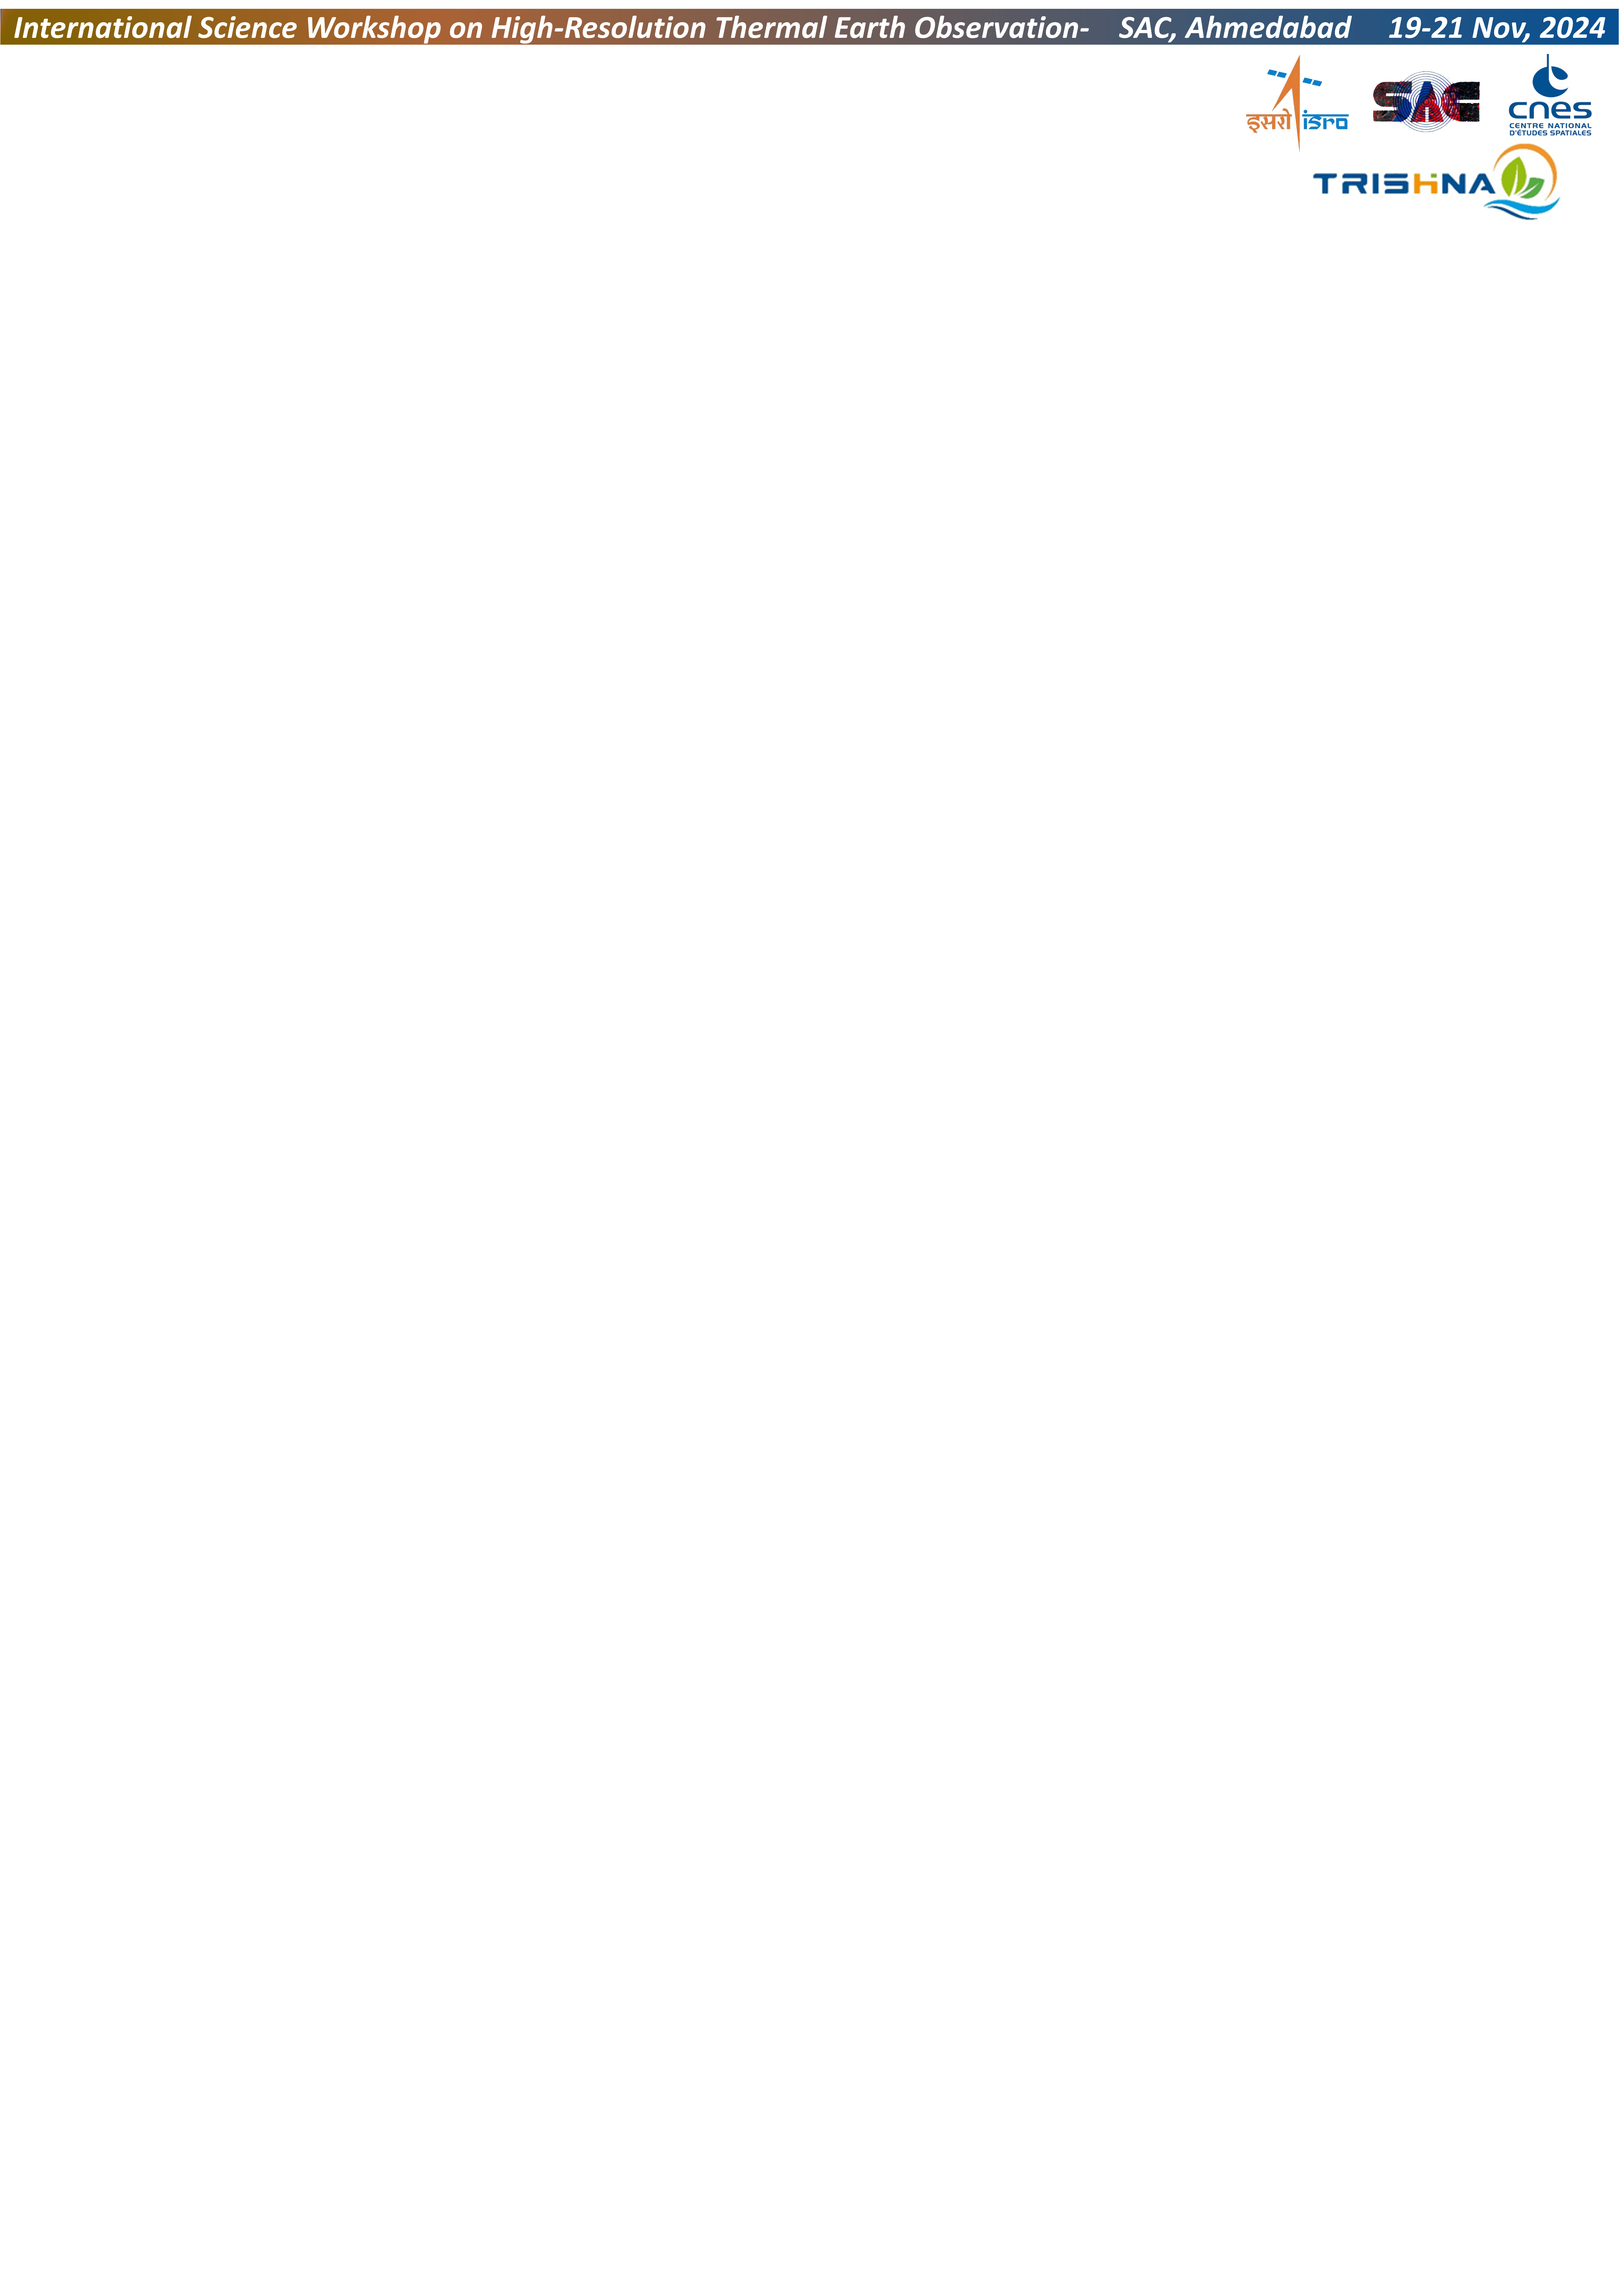 International Science Workshop on High-Resolution Thermal Earth Observation- SAC, Ahmedabad 19-21 Nov, 2024
इसरो isro
SAC
cnes
CENTRE NATIONAL
D'ÉTUDES SPATIALES
TRISHNA